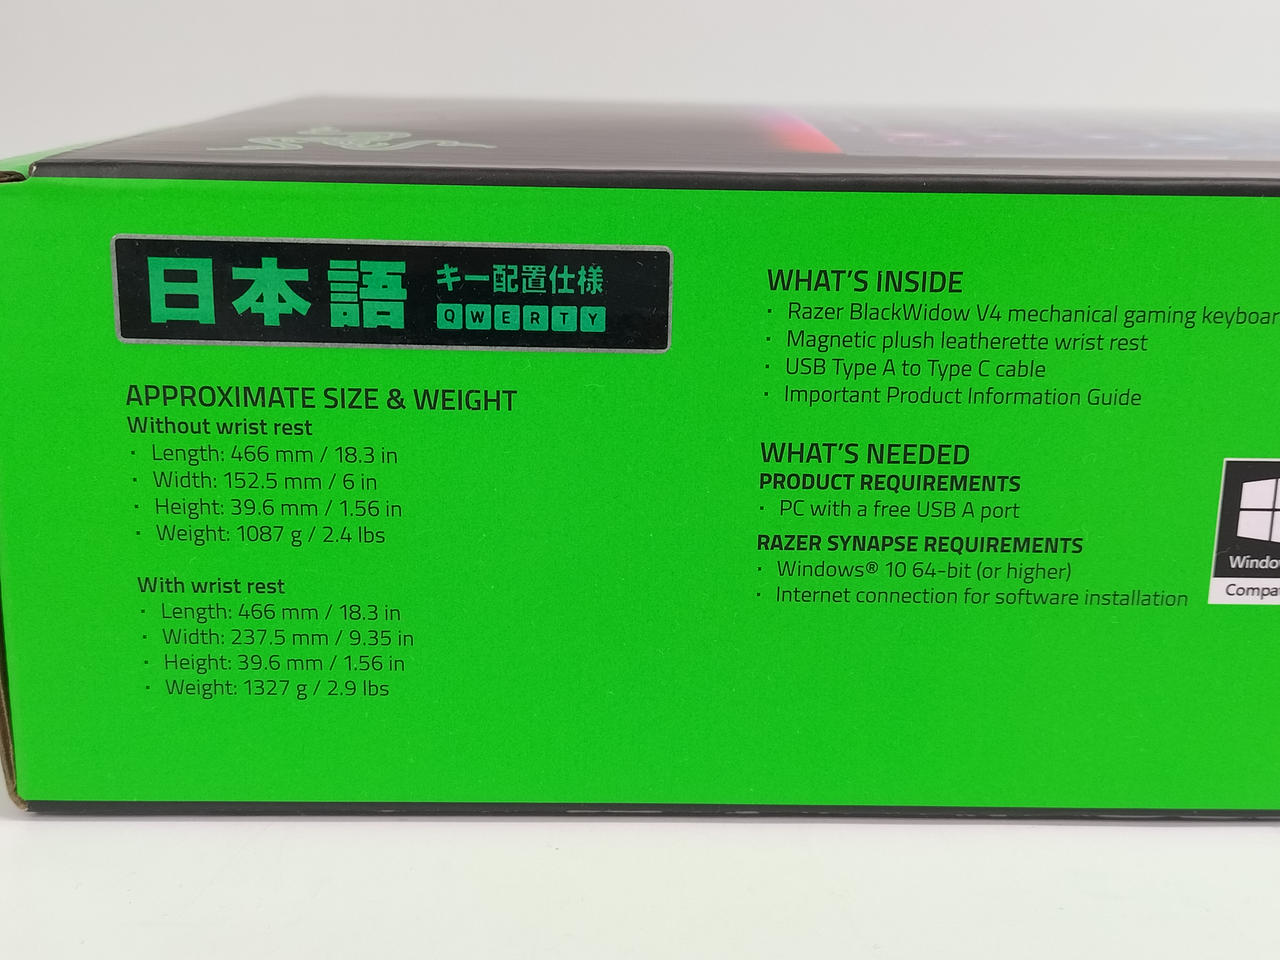 日本語 キー配置仕様
QWERTY
APPROXIMATE SIZE & WEIGHT
Without wrist rest
· Length: 466 mm / 18.3 in
· Width: 152.5 mm / 6 in
· Height: 39.6 mm / 1.56 in
· Weight: 1087 g / 2.4 lbs
With wrist rest
· Length: 466 mm / 18.3 in
· Width: 237.5 mm / 9.35 in
· Height: 39.6 mm / 1.56 in
· Weight: 1327 g / 2.9 lbs
WHAT'S INSIDE
· Razer BlackWidow V4 mechanical gaming keyboar
· Magnetic plush leatherette wrist rest
· USB Type A to Type C cable
· Important Product Information Guide
WHAT'S NEEDED
PRODUCT REQUIREMENTS
· PC with a free USB A port
RAZER SYNAPSE REQUIREMENTS
· Windows® 10 64-bit (or higher)
· Internet connection for software installation
Windo
Compa